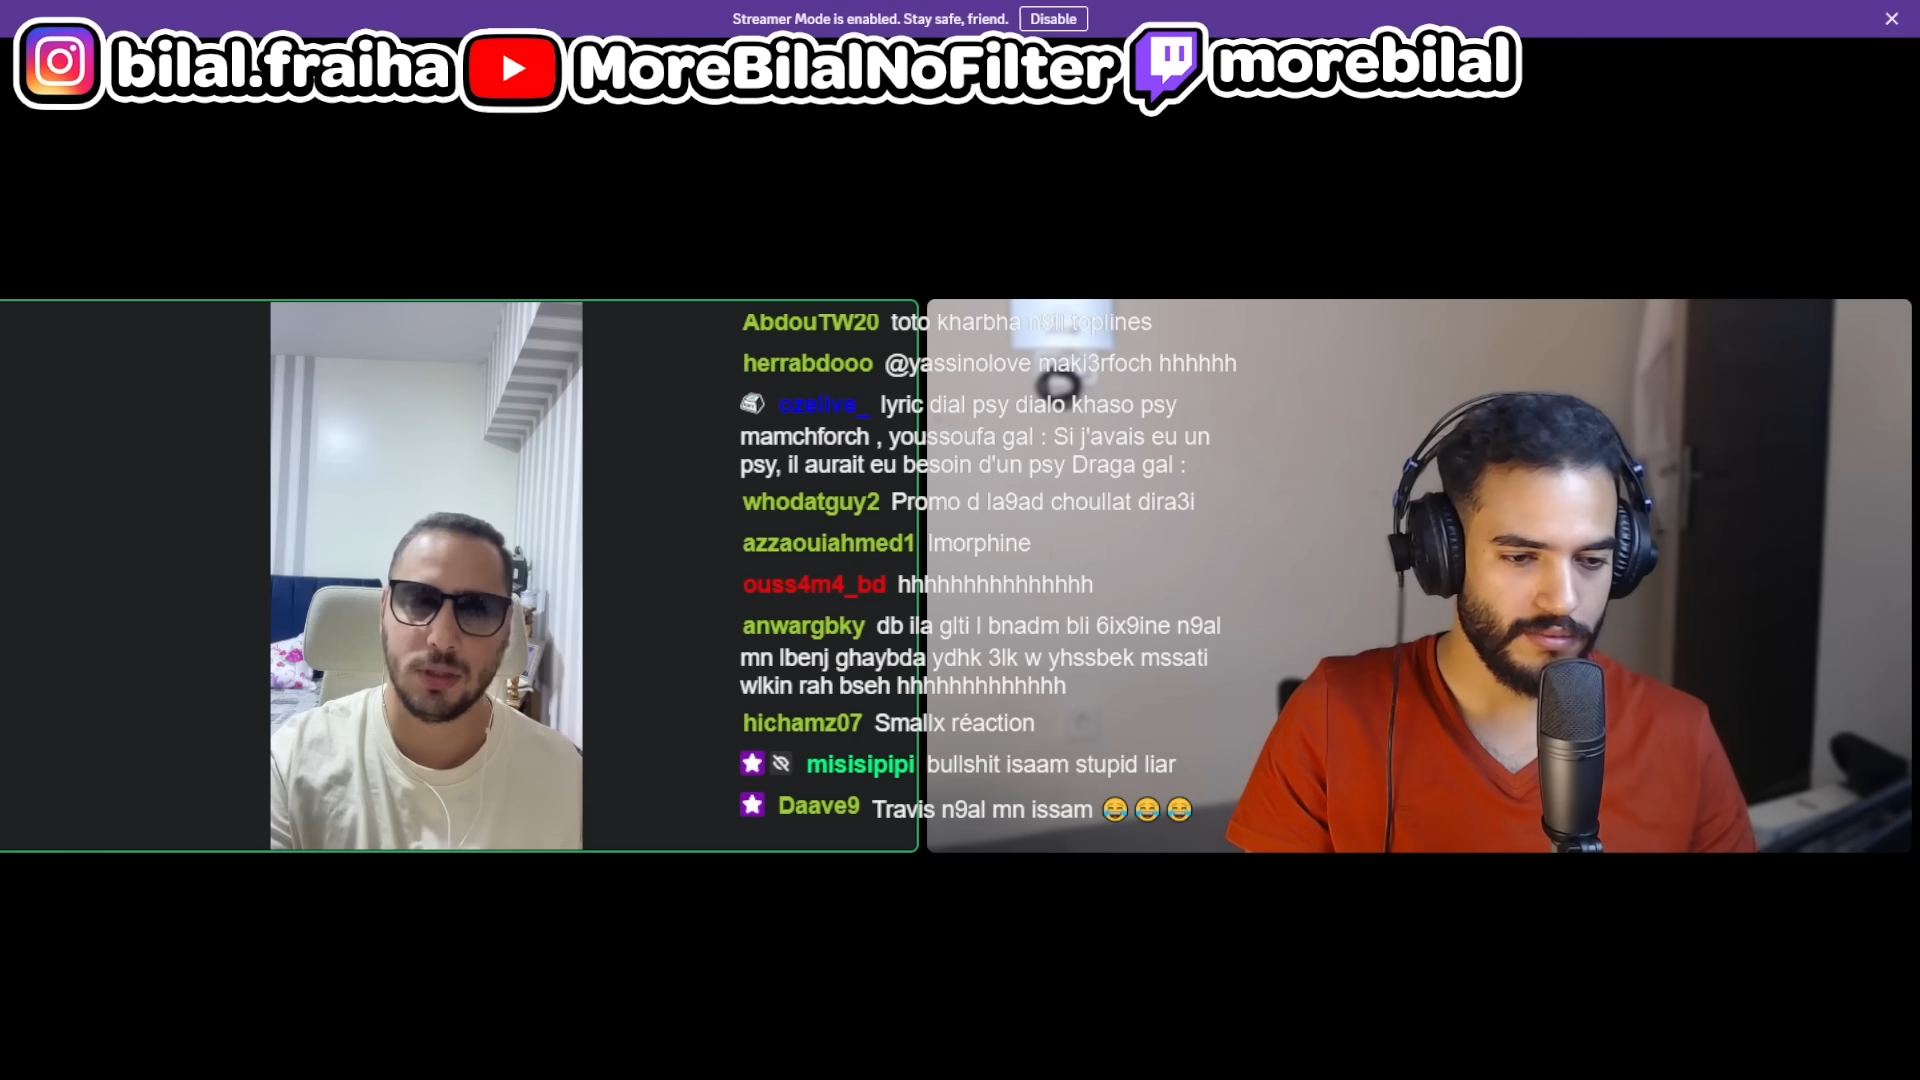 Streamer Mode is enabled. Stay safe, friend. Disable
bilal.fraiha MoreBilalNoFilter morebilal
AbdouTW20 toto kharbha n9il toplines
herrabdooo @yassinolove maki3rfoch hhhhhh
ozelive_ lyric dial psy dialo khaso psy
mamchforch , youssoufa gal : Si j'avais eu un
psy, il aurait eu besoin d'un psy Draga gal :
whodatguy2 Promo d la9ad choullat dira3i
azzaouiahmed1 lmorphine
ouss4m4_bd hhhhhhhhhhhhhhh
anwargbky db ila glti l bnadm bli 6ix9ine n9al
mn lbenj ghaybda ydhk 3lk w yhssbek mssati
wlkin rah bseh hhhhhhhhhhhhh
hichamz07 Smallx réaction
misisipipi bullshit isaam stupid liar
Daave9 Travis n9al mn issam 😂😂😂